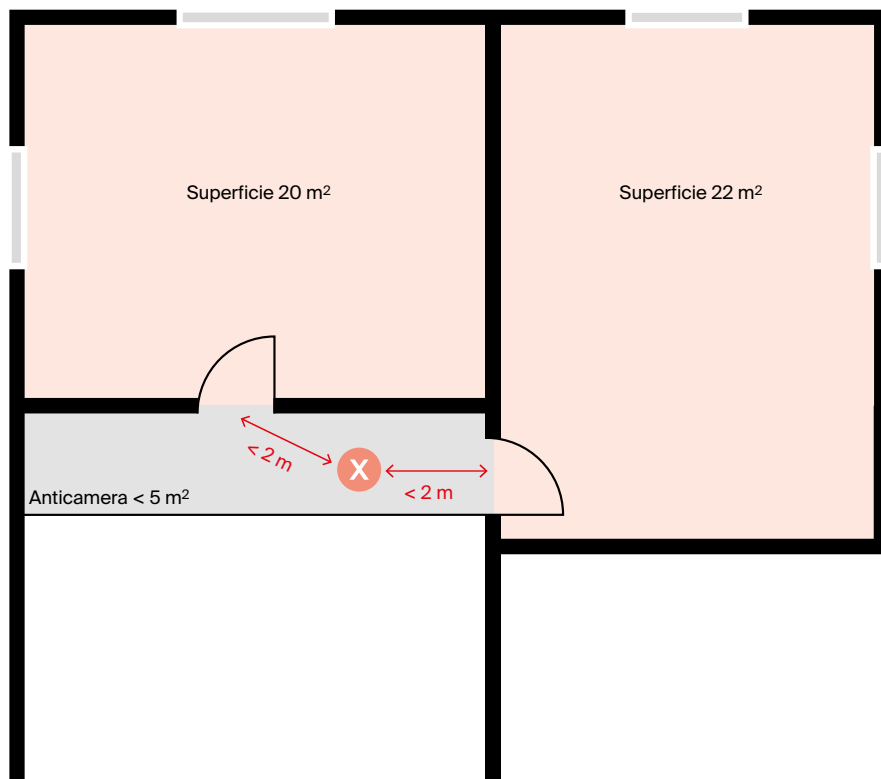 Superficie 20 m²
Superficie 22 m²
< 2 m
X
< 2 m
Anticamera < 5 m²